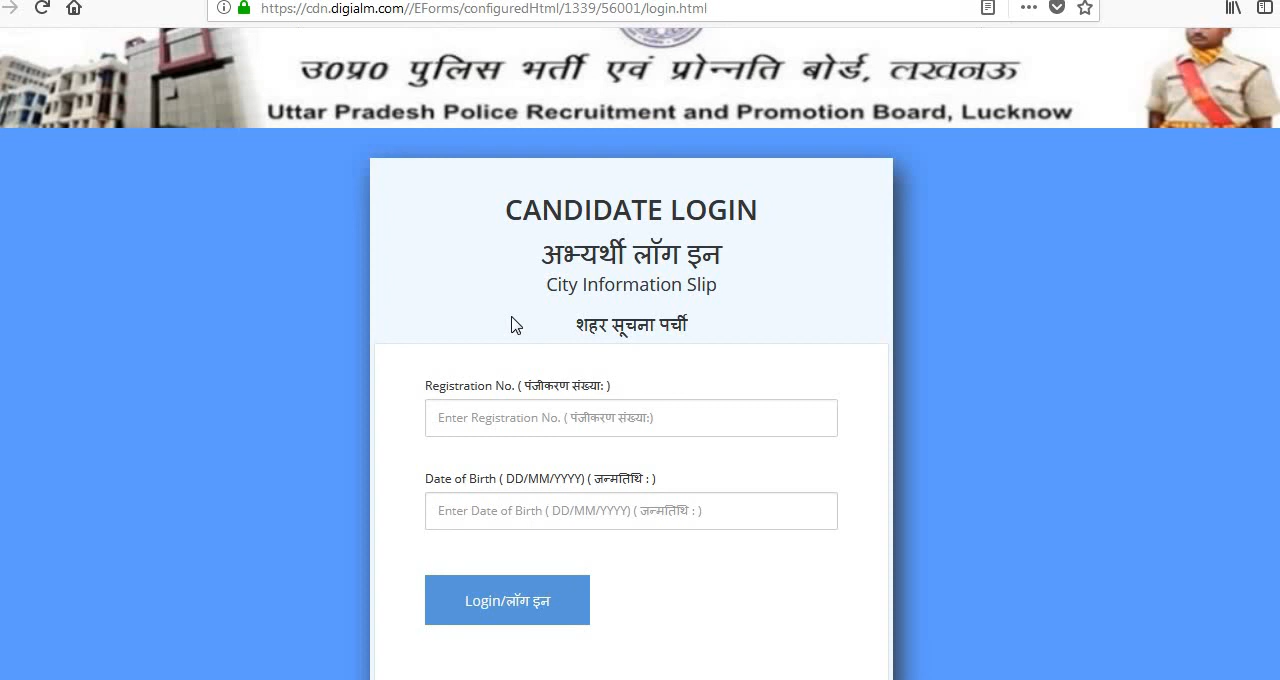 https://cdn.digialm.com//EForms/configuredHtml/1339/56001/login.html
उ०प्र० पुलिस भर्ती एवं प्रोन्नति बोर्ड, लखनऊ
Uttar Pradesh Police Recruitment and Promotion Board, Lucknow
CANDIDATE LOGIN
अभ्यर्थी लॉग इन
City Information Slip
शहर सूचना पर्ची
Registration No. ( पंजीकरण संख्या: )
Enter Registration No. ( पंजीकरण संख्या:)
Date of Birth ( DD/MM/YYYY) ( जन्मतिथि : )
Enter Date of Birth ( DD/MM/YYYY) ( जन्मतिथि : )
Login/लॉग इन